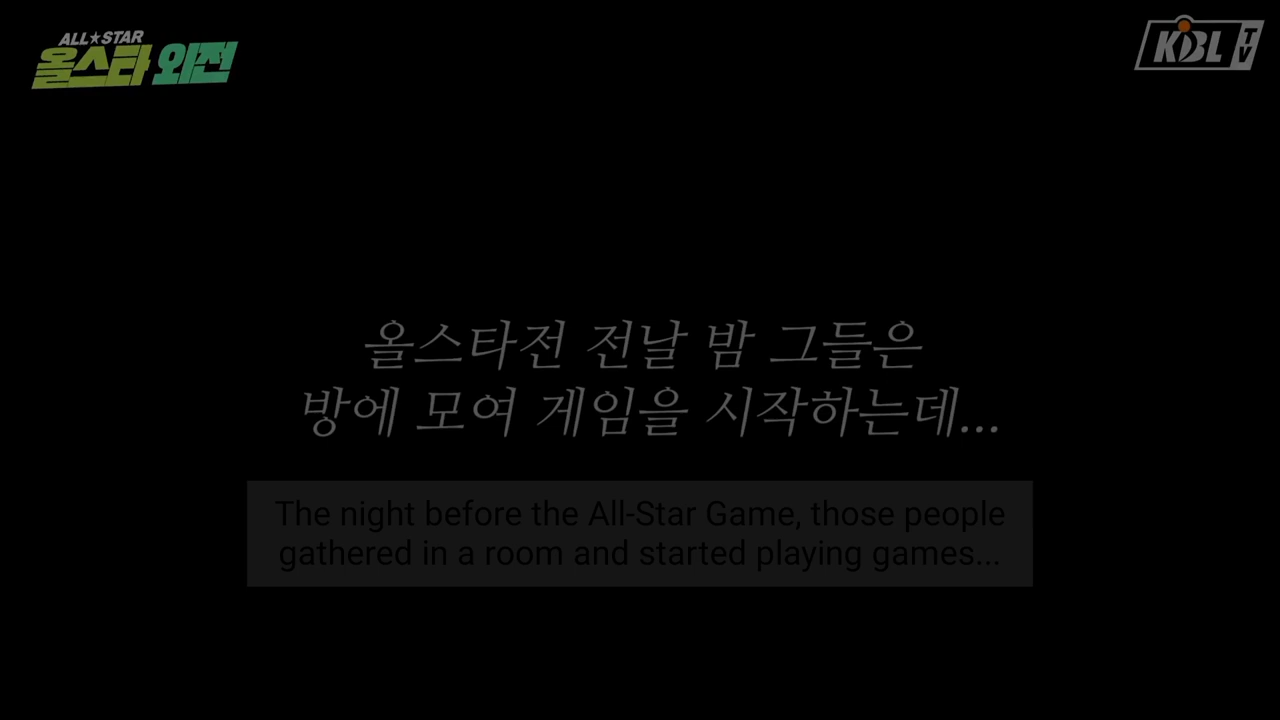 ALL★STAR
올스타 외전
KBL TV
올스타전 전날 밤 그들은
방에 모여 게임을 시작하는데...
The night before the All-Star Game, those people
gathered in a room and started playing games...